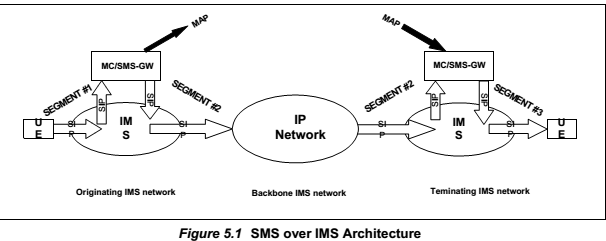 MAP
MAP
MC/SMS-GW
MC/SMS-GW
SEGMENT #1
SIP
SIP
SEGMENT #2
SEGMENT #2
SIP
SIP
SEGMENT #3
U
E
SI
P
IM
S
SI
P
IP
Network
SI
P
IM
S
SI
P
U
E
Originating IMS network
Backbone IMS network
Teminating IMS network
Figure 5.1 SMS over IMS Architecture